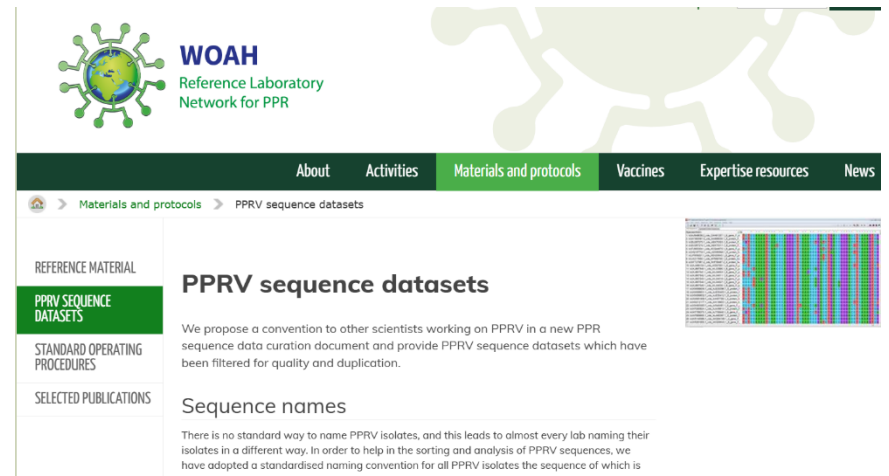 WOAH
Reference Laboratory
Network for PPR
About Activities Materials and protocols Vaccines Expertise resources News
Materials and protocols PPRV sequence datasets
REFERENCE MATERIAL
PPRV SEQUENCE
DATASETS
STANDARD OPERATING
PROCEDURES
SELECTED PUBLICATIONS
PPRV sequence datasets
We propose a convention to other scientists working on PPRV in a new PPR
sequence data curation document and provide PPRV sequence datasets which have
been filtered for quality and duplication.
Sequence names
There is no standard way to name PPRV isolates, and this leads to almost every lab naming their
isolates in a different way. In order to help in the sorting and analysis of PPRV sequences, we
have adopted a standardised naming convention for all PPRV isolates the sequence of which is